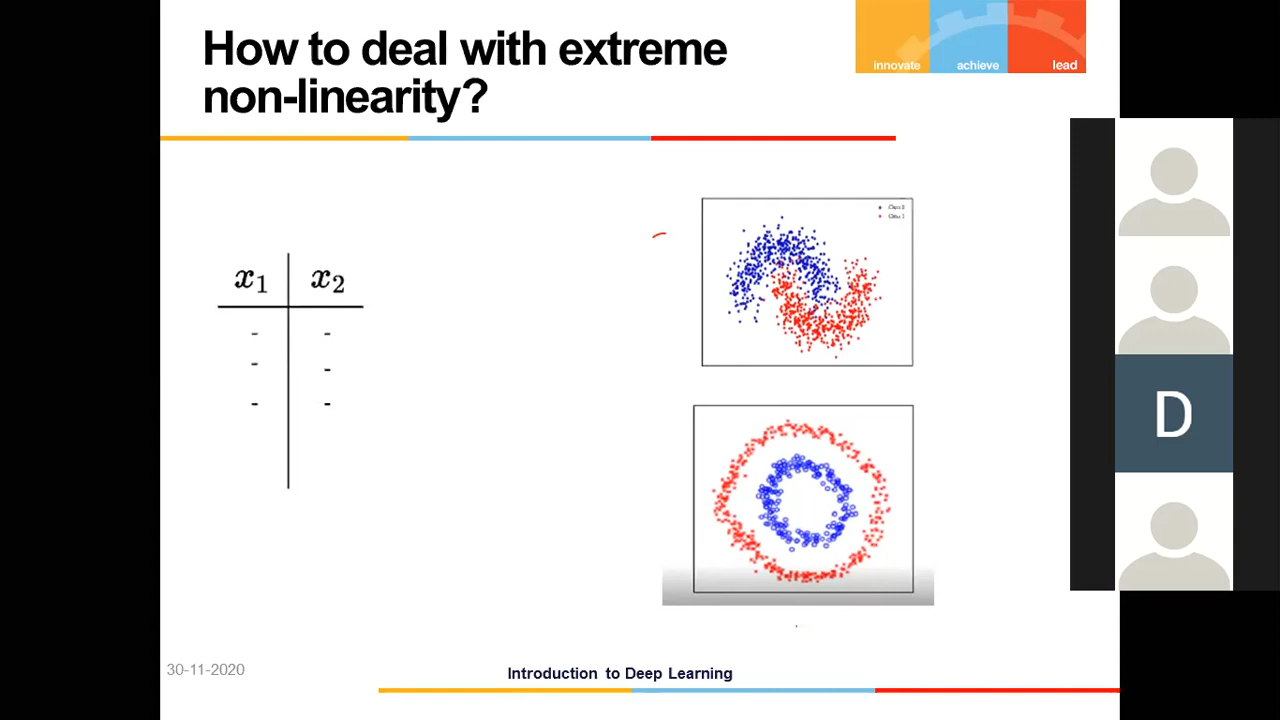 How to deal with extreme
non-linearity?
innovate achieve lead
x₁ x₂
- -
- -
- -
D
30-11-2020
Introduction to Deep Learning